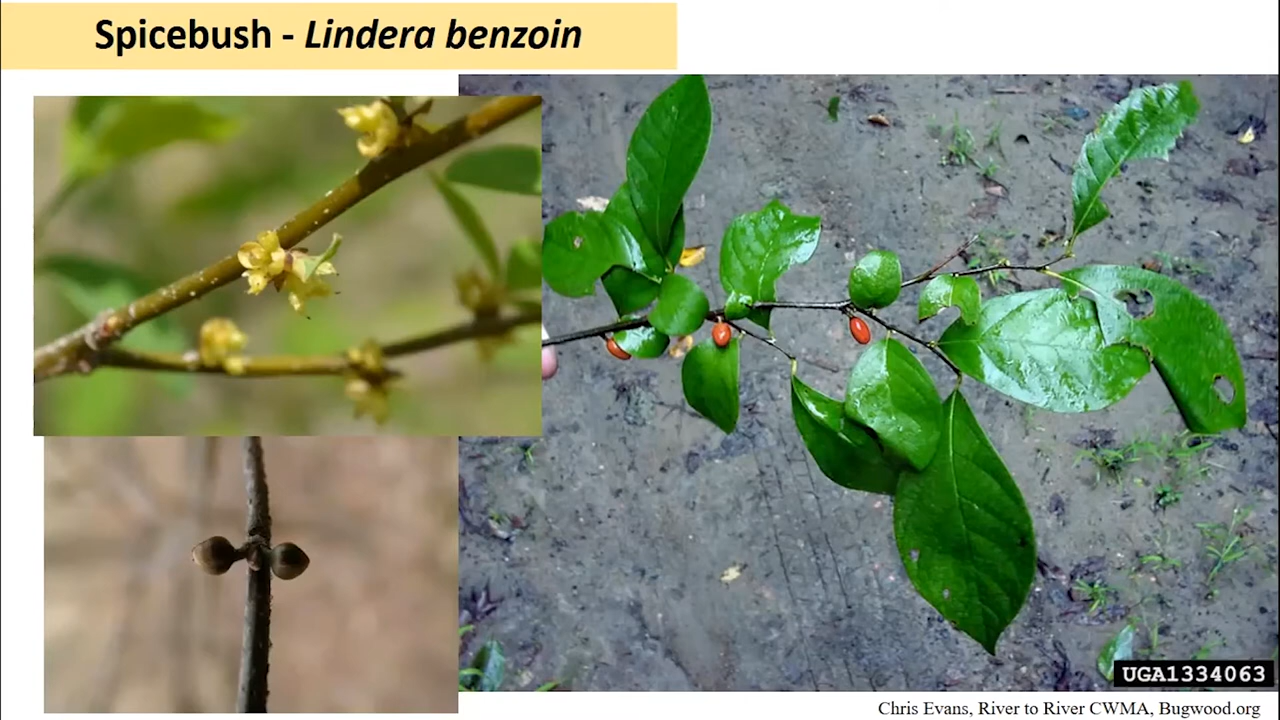 Spicebush - Lindera benzoin
UGA1334063
Chris Evans, River to River CWMA, Bugwood.org